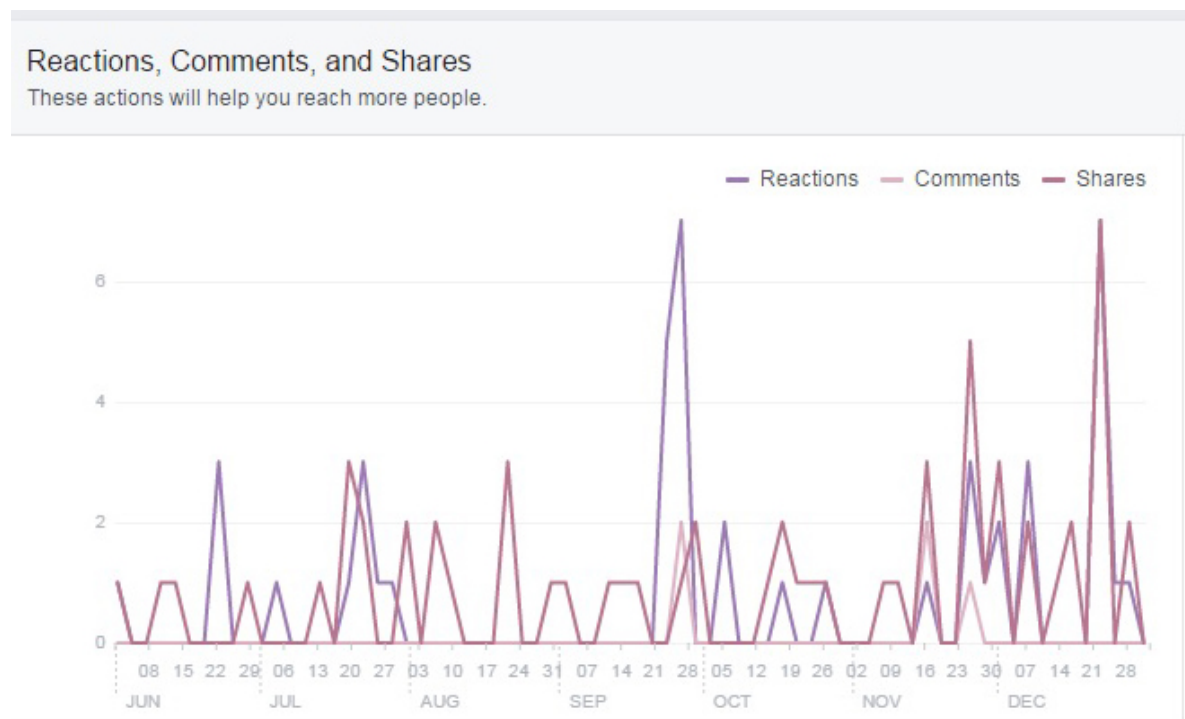 Reactions, Comments, and Shares
These actions will help you reach more people.
Reactions Comments Shares
6
4
2
0
08 15 22 29 06 13 20 27 03 10 17 24 31 07 14 21 28 05 12 19 26 02 09 16 23 30 07 14 21 28
JUN JUL AUG SEP OCT NOV DEC